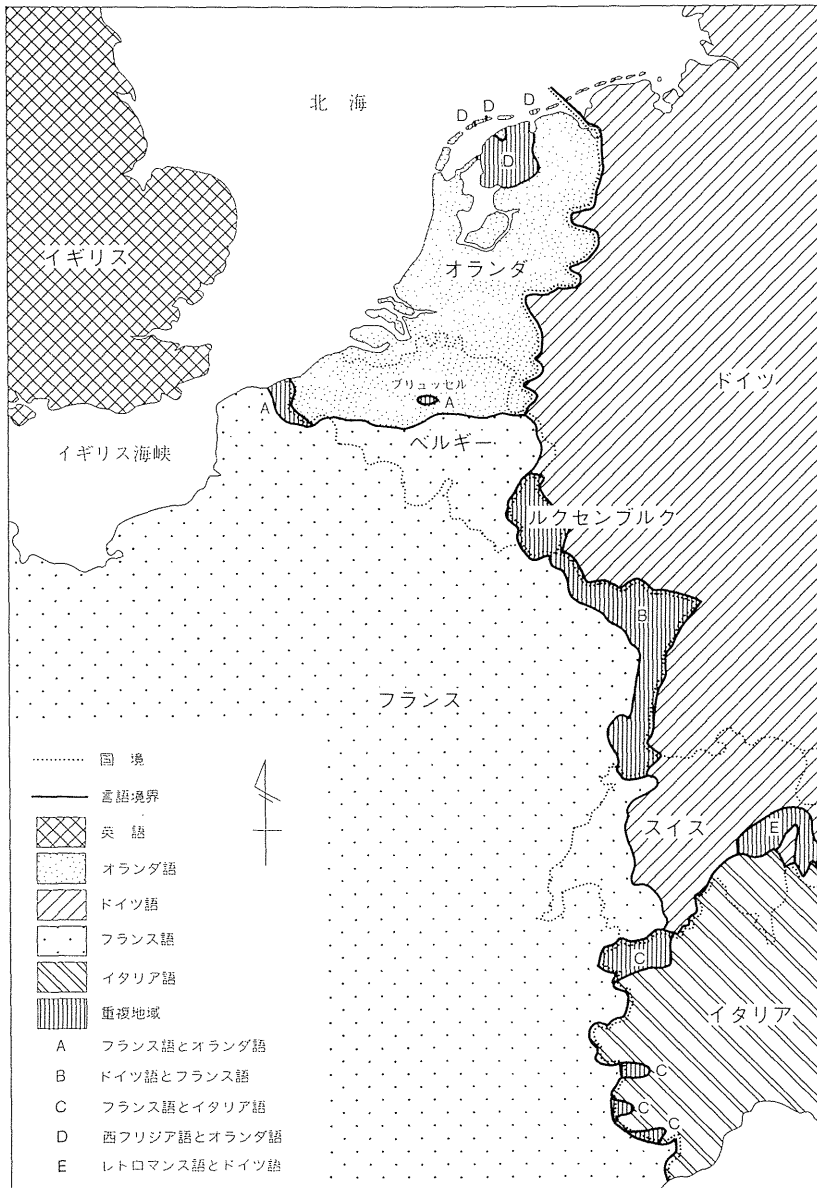 北海
D
D
D
D
イギリス
オランダ
ブリュッセル
A
A
ドイツ
イギリス海峡
ベルギー
ルクセンブルク
B
フランス
スイス
E
C
イタリア
C
C
C
国境
言語境界
英語
オランダ語
ドイツ語
フランス語
イタリア語
重複地域
A フランス語とオランダ語
B ドイツ語とフランス語
C フランス語とイタリア語
D 西フリジア語とオランダ語
E レトロマンス語とドイツ語